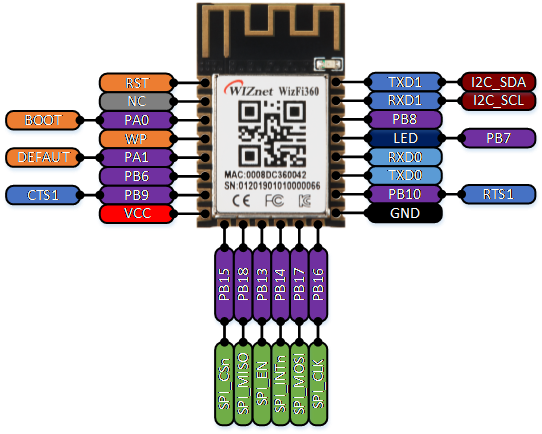 RST TXD1 I2C_SDA
NC RXD1 I2C_SCL
WIZnet WizFi360
BOOT PA0 PB8
WP LED PB7
DEFAUT PA1 RXD0
PB6 TXD0
MAC:0008DC360042
SN:01201901010000066
CTS1 PB9 PB10 RTS1
CE FC
VCC GND
PB15 PB18 PB13 PB14 PB17 PB16
SPI_CSn SPI_MISO SPI_EN SPI_INTn SPI_MOSI SPI_CLK